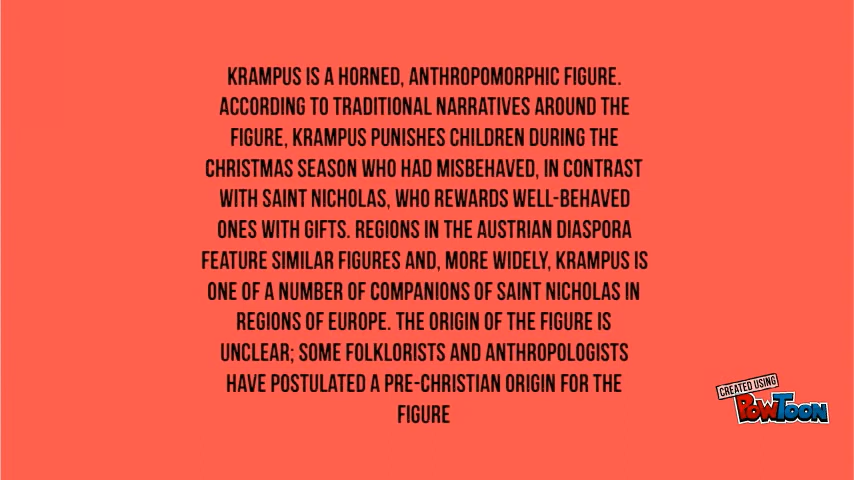 KRAMPUS IS A HORNED, ANTHROPOMORPHIC FIGURE.
ACCORDING TO TRADITIONAL NARRATIVES AROUND THE
FIGURE, KRAMPUS PUNISHES CHILDREN DURING THE
CHRISTMAS SEASON WHO HAD MISBEHAVED, IN CONTRAST
WITH SAINT NICHOLAS, WHO REWARDS WELL-BEHAVED
ONES WITH GIFTS. REGIONS IN THE AUSTRIAN DIASPORA
FEATURE SIMILAR FIGURES AND, MORE WIDELY, KRAMPUS IS
ONE OF A NUMBER OF COMPANIONS OF SAINT NICHOLAS IN
REGIONS OF EUROPE. THE ORIGIN OF THE FIGURE IS
UNCLEAR; SOME FOLKLORISTS AND ANTHROPOLOGISTS
HAVE POSTULATED A PRE-CHRISTIAN ORIGIN FOR THE
FIGURE
CREATED USING
POWTOON